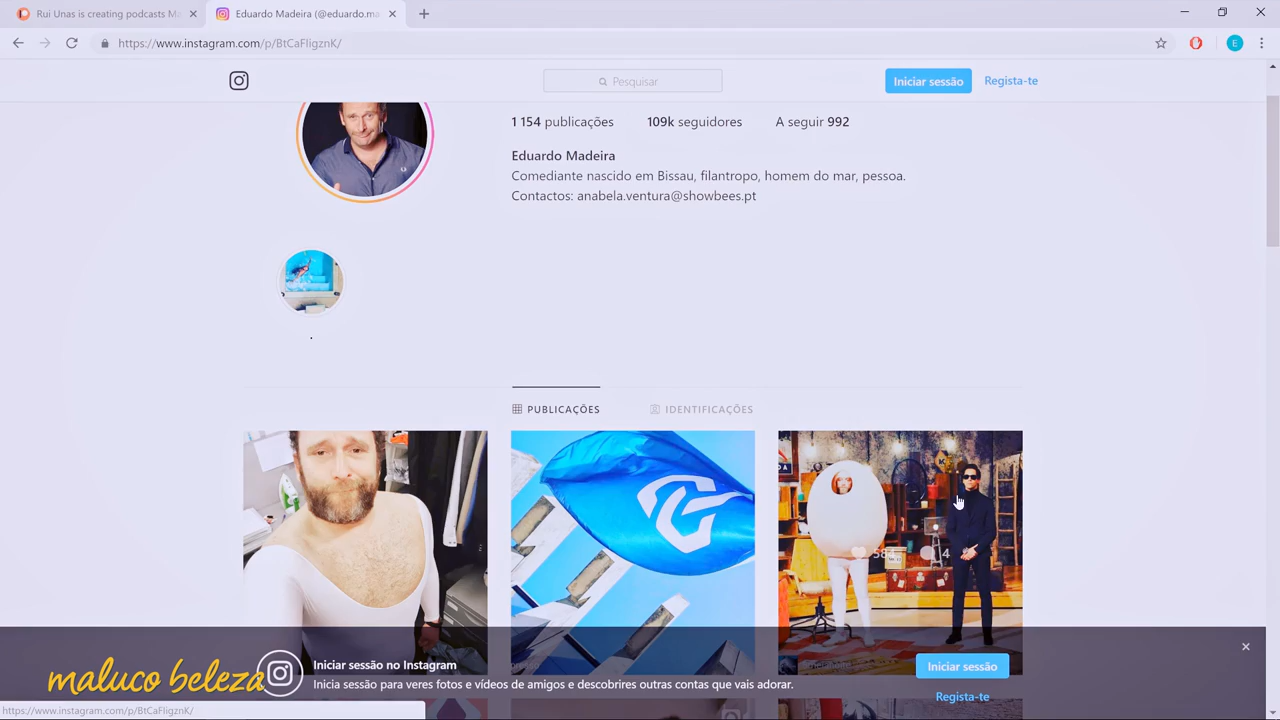 Rui Unas is creating podcasts M
Eduardo Madeira (@eduardo.ma
https://www.instagram.com/p/BtCaFligznK/
E
Pesquisar
Iniciar sessão
Regista-te
1 154 publicações
109k seguidores
A seguir 992
Eduardo Madeira
Comediante nascido em Bissau, filantropo, homem do mar, pessoa.
Contactos: anabela.ventura@showbees.pt
.
PUBLICAÇÕES
IDENTIFICAÇÕES
584
4
Iniciar sessão no Instagram
Inicia sessão para veres fotos e vídeos de amigos e descobrires outras contas que vais adorar.
Iniciar sessão
Regista-te
maluco beleza
https://www.instagram.com/p/BtCaFligznK/